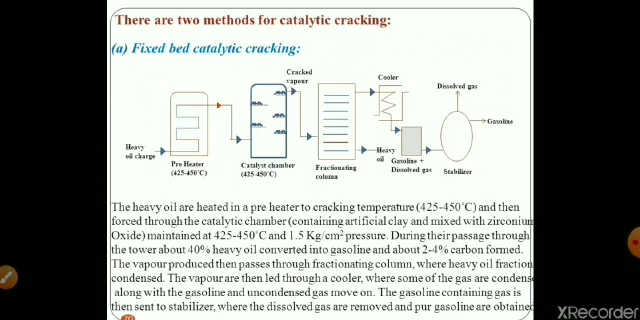 There are two methods for catalytic cracking:
(a) Fixed bed catalytic cracking:
Cracked
vapour
Cooler
Dissolved gas
Gasoline
Heavy
oil charge
Pre Heater
(425-450˚C)
Catalyst chamber
(425-450˚C)
Fractionating
column
Heavy
oil
Gasoline +
Dissolved gas
Stabilizer
The heavy oil are heated in a pre heater to cracking temperature (425-450˚C) and then
forced through the catalytic chamber (containing artificial clay and mixed with zirconium
Oxide) maintained at 425-450˚C and 1.5 Kg/cm² pressure. During their passage through
the tower about 40% heavy oil converted into gasoline and about 2-4% carbon formed.
The vapour produced then passes through fractionating column, where heavy oil fraction
condensed. The vapour are then led through a cooler, where some of the gas are condens
along with the gasoline and uncondensed gas move on. The gasoline containing gas is
then sent to stabilizer, where the dissolved gas are removed and pur gasoline are obtained
XRecorder